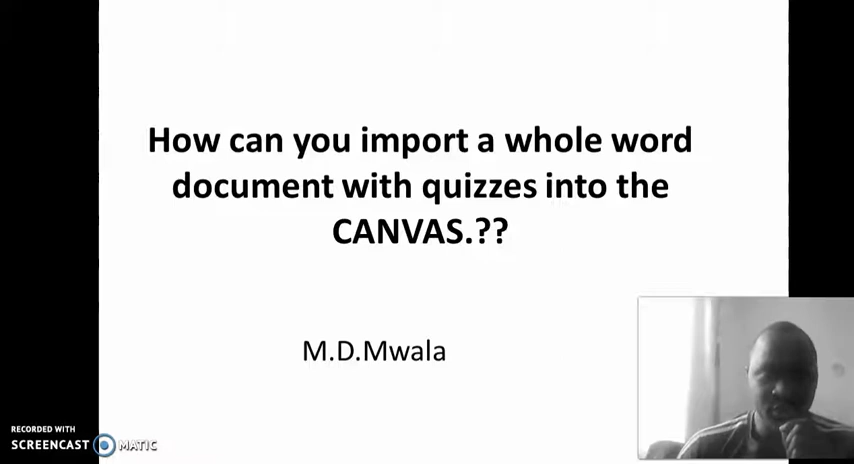 How can you import a whole word
document with quizzes into the
CANVAS.??
M.D.Mwala
RECORDED WITH
SCREENCAST MATIC